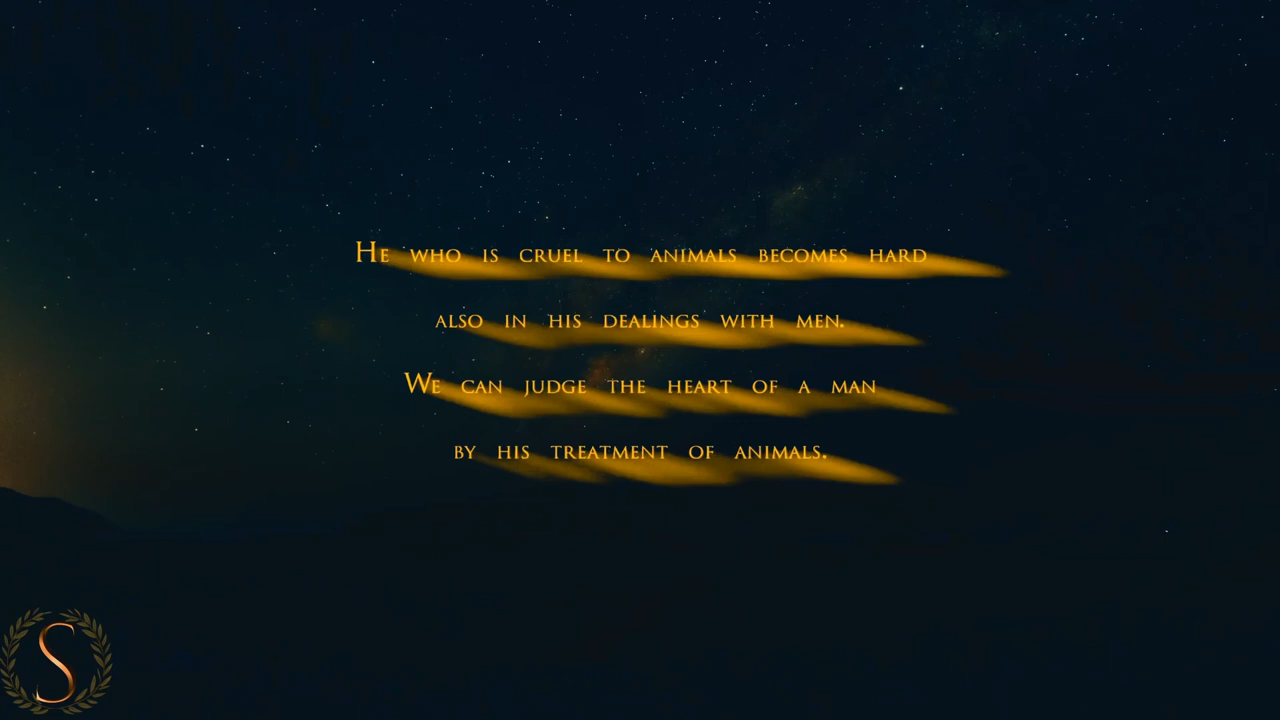 He who is cruel to animals becomes hard
also in his dealings with men.
We can judge the heart of a man
by his treatment of animals.
S